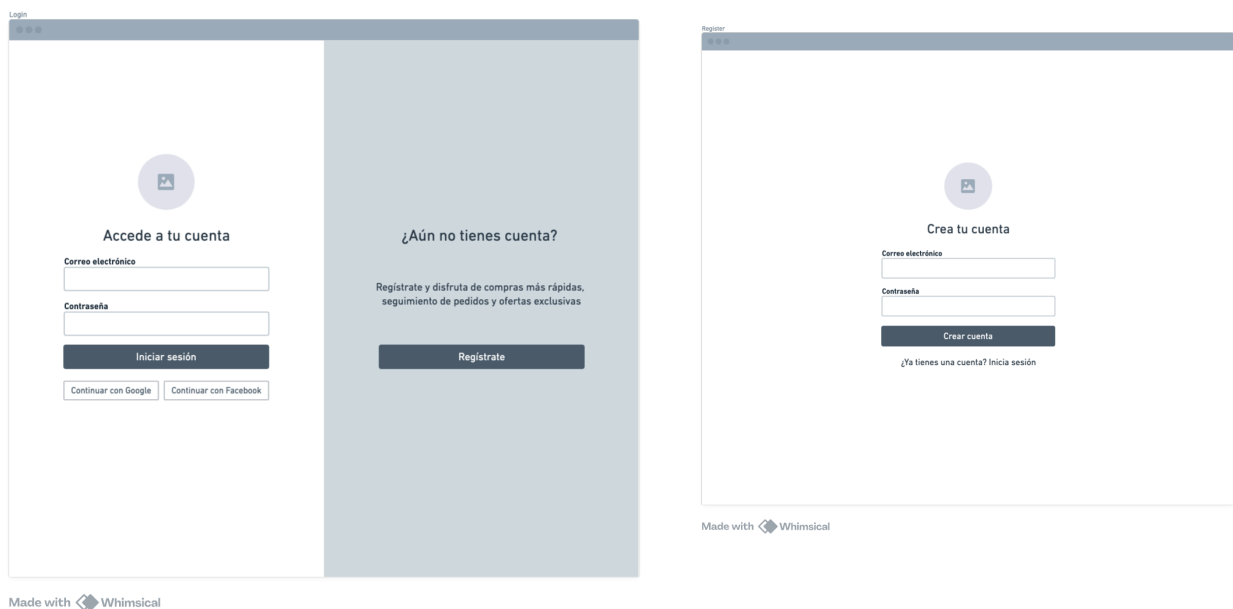 Login
Accede a tu cuenta
Correo electrónico
Contraseña
Iniciar sesión
Continuar con Google
Continuar con Facebook
¿Aún no tienes cuenta?
Regístrate y disfruta de compras más rápidas,
seguimiento de pedidos y ofertas exclusivas
Regístrate
Made with Whimsical
Register
Crea tu cuenta
Correo electrónico
Contraseña
Crear cuenta
¿Ya tienes una cuenta? Inicia sesión
Made with Whimsical